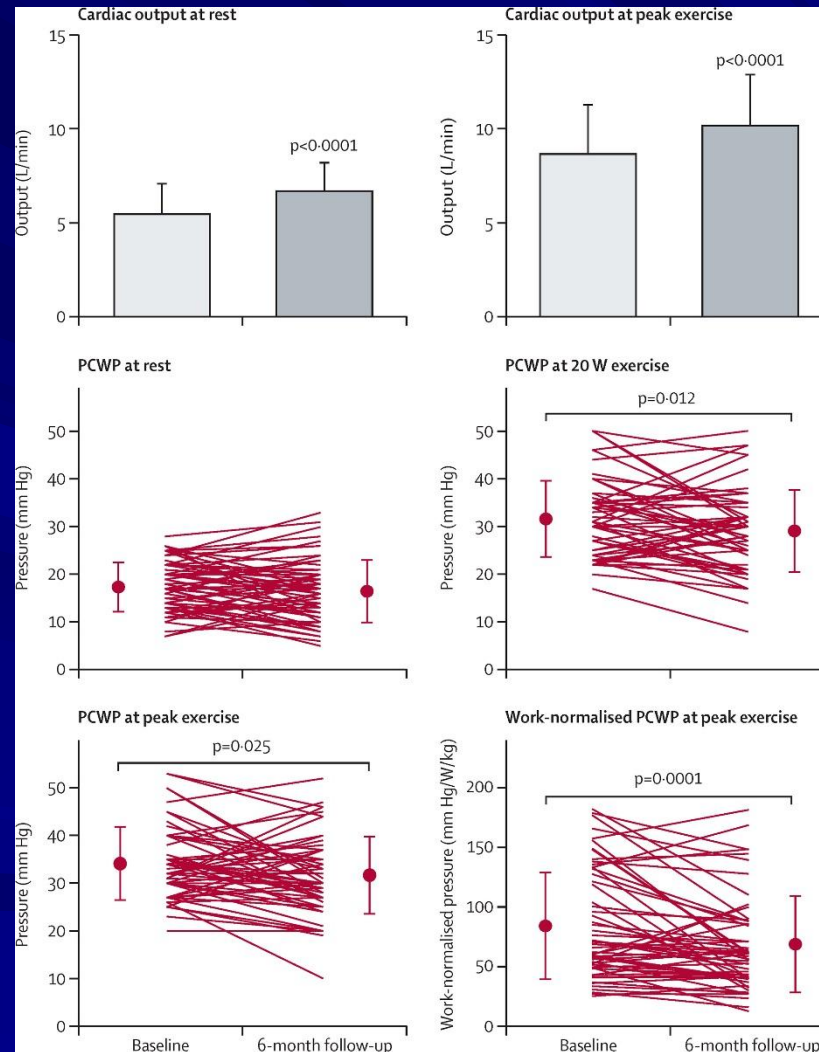 Cardiac output at rest
15
10
5
0
Output (L/min)
p<0·0001
Cardiac output at peak exercise
15
10
5
0
Output (L/min)
p<0·0001
PCWP at rest
50
40
30
20
10
0
Pressure (mm Hg)
PCWP at 20 W exercise
50
40
30
20
10
0
Pressure (mm Hg)
p=0·012
PCWP at peak exercise
50
40
30
20
10
0
Pressure (mm Hg)
p=0·025
Baseline
6-month follow-up
Work-normalised PCWP at peak exercise
200
150
100
50
0
Work-normalised pressure (mm Hg/W/kg)
p=0·0001
Baseline
6-month follow-up